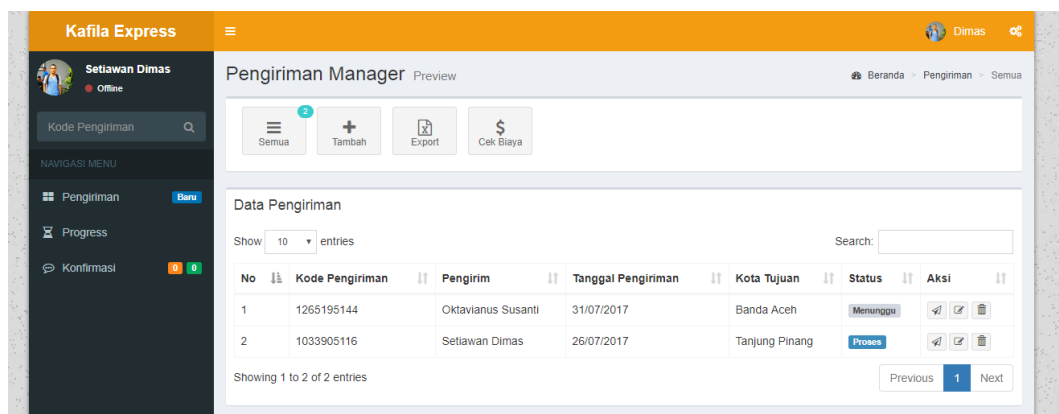 Kafila Express
Dimas
Setiawan Dimas
Offline
Kode Pengiriman
NAVIGASI MENU
Pengiriman Baru
Progress
Konfirmasi 0 0
Pengiriman Manager Preview
Beranda > Pengiriman > Semua
2
Semua Tambah Export Cek Biaya
Data Pengiriman
Show 10 entries Search:
No Kode Pengiriman Pengirim Tanggal Pengiriman Kota Tujuan Status Aksi
1 1265195144 Oktavianus Susanti 31/07/2017 Banda Aceh Menunggu
2 1033905116 Setiawan Dimas 26/07/2017 Tanjung Pinang Proses
Showing 1 to 2 of 2 entries Previous 1 Next